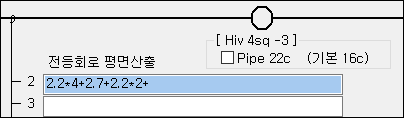 [ Hiv 4sq -3 ]
전등회로 평면산출
Pipe 22c (기본 16c)
2 2.2*4+2.7+2.2*2+
3